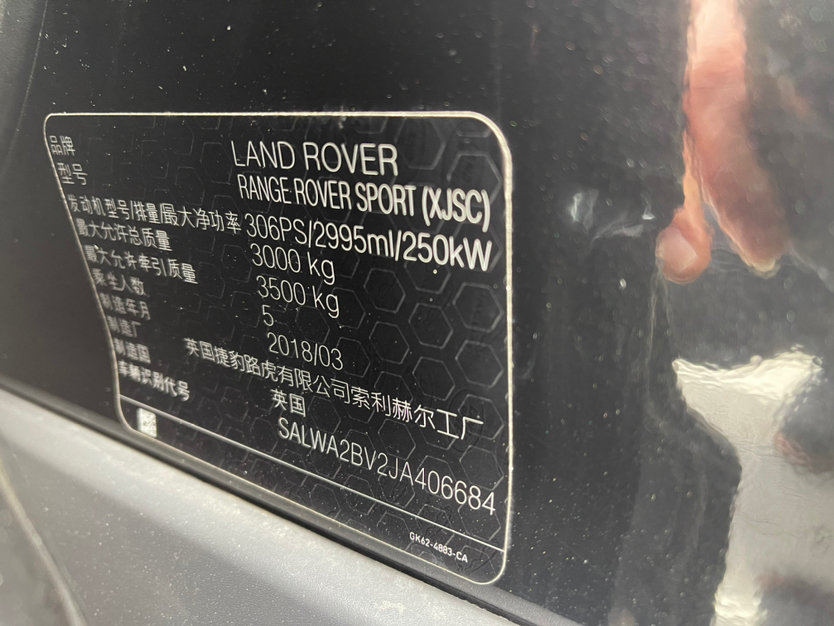 品牌 LAND ROVER
型号 RANGE ROVER SPORT (XJSC)
发动机型号/排量/最大净功率 306PS/2995ml/250kW
最大允许总质量 3000 kg
最大允许牵引质量 3500 kg
乘坐人数 5
制造年月 2018/03
制造厂 英国捷豹路虎有限公司索利赫尔工厂
制造国 英国
车辆识别代号 SALWA2BV2JA406684
GK62-4883-CA